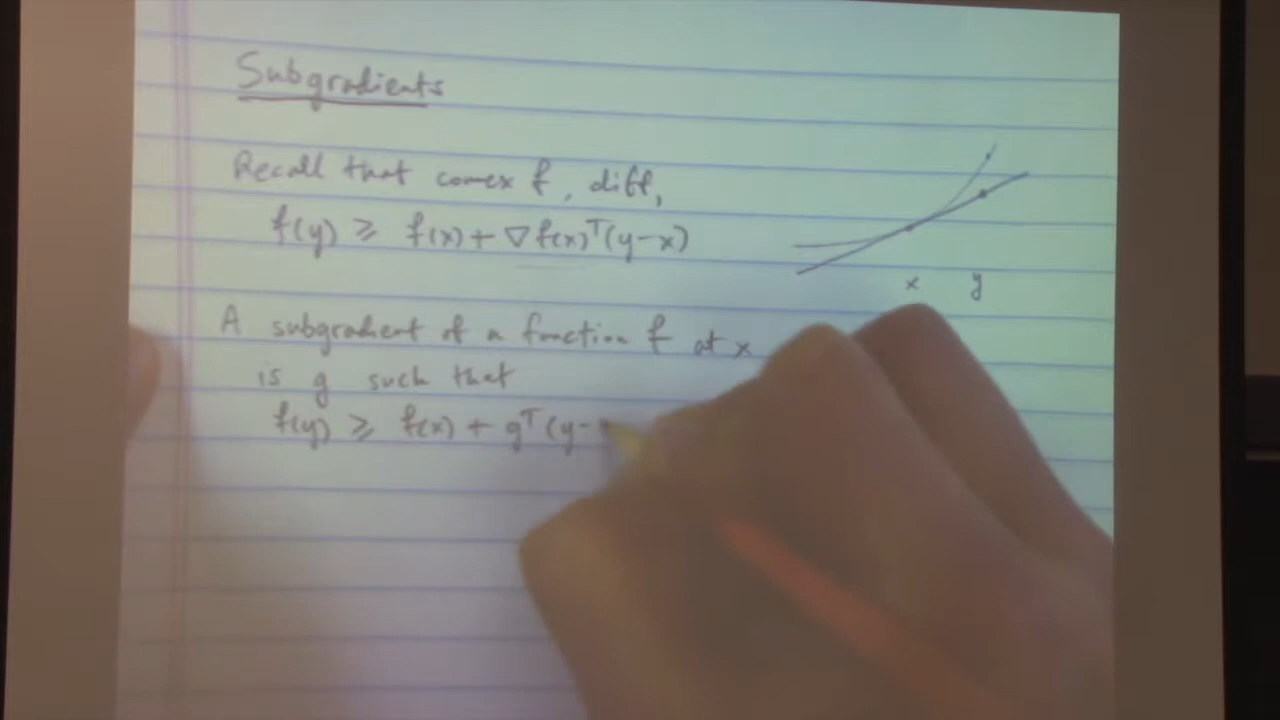 Subgradients
Recall that convex f, diff,
f(y) ≥ f(x) + ∇f(x)ᵀ(y-x)
x y
A subgradient of a function f at x
is g such that
f(y) ≥ f(x) + gᵀ(y-